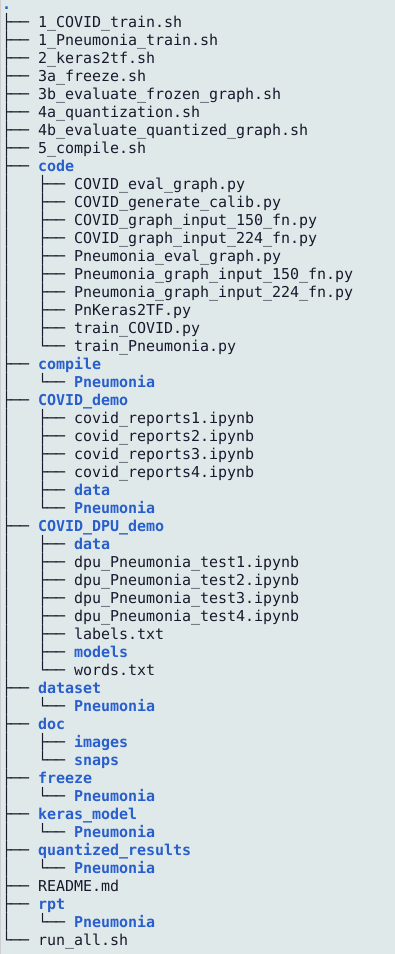 .
├── 1_COVID_train.sh
├── 1_Pneumonia_train.sh
├── 2_keras2tf.sh
├── 3a_freeze.sh
├── 3b_evaluate_frozen_graph.sh
├── 4a_quantization.sh
├── 4b_evaluate_quantized_graph.sh
├── 5_compile.sh
├── code
│   ├── COVID_eval_graph.py
│   ├── COVID_generate_calib.py
│   ├── COVID_graph_input_150_fn.py
│   ├── COVID_graph_input_224_fn.py
│   ├── Pneumonia_eval_graph.py
│   ├── Pneumonia_graph_input_150_fn.py
│   ├── Pneumonia_graph_input_224_fn.py
│   ├── PnKeras2TF.py
│   ├── train_COVID.py
│   └── train_Pneumonia.py
├── compile
│   └── Pneumonia
├── COVID_demo
│   ├── covid_reports1.ipynb
│   ├── covid_reports2.ipynb
│   ├── covid_reports3.ipynb
│   ├── covid_reports4.ipynb
│   ├── data
│   └── Pneumonia
├── COVID_DPU_demo
│   ├── data
│   ├── dpu_Pneumonia_test1.ipynb
│   ├── dpu_Pneumonia_test2.ipynb
│   ├── dpu_Pneumonia_test3.ipynb
│   ├── dpu_Pneumonia_test4.ipynb
│   ├── labels.txt
│   ├── models
│   └── words.txt
├── dataset
│   └── Pneumonia
├── doc
│   ├── images
│   └── snaps
├── freeze
│   └── Pneumonia
├── keras_model
│   └── Pneumonia
├── quantized_results
│   └── Pneumonia
├── README.md
├── rpt
│   └── Pneumonia
└── run_all.sh